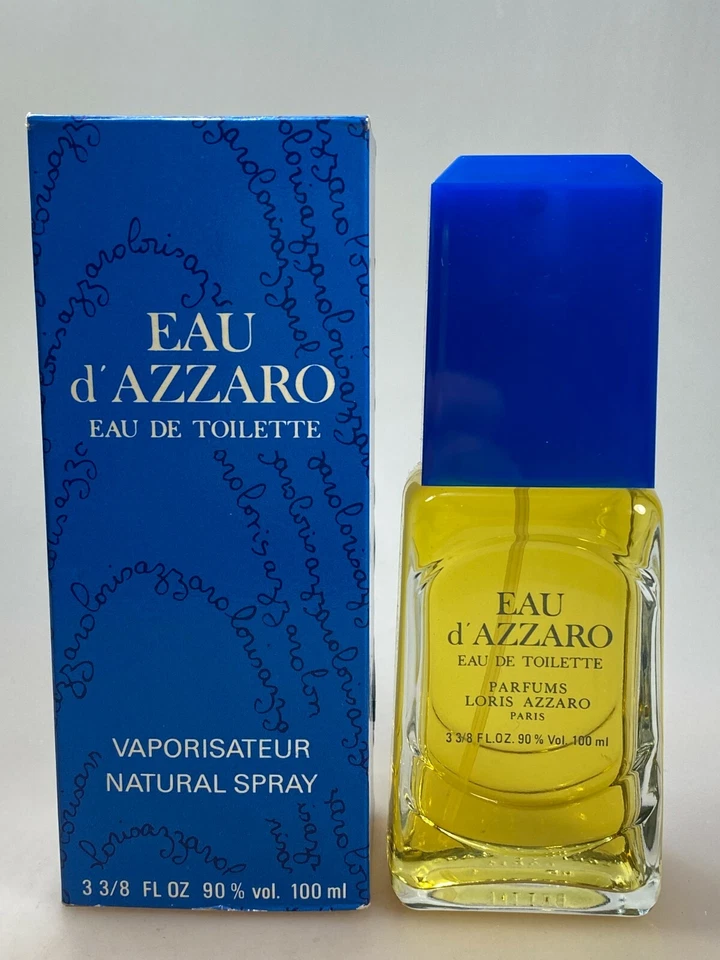 EAU
d'AZZARO
EAU DE TOILETTE
VAPORISATEUR
NATURAL SPRAY
lorisazzaro
3 3/8 FL OZ 90 % vol. 100 ml
EAU
d'AZZARO
EAU DE TOILETTE
PARFUMS
LORIS AZZARO
PARIS
3 3/8 FL.OZ. 90 % Vol. 100 ml